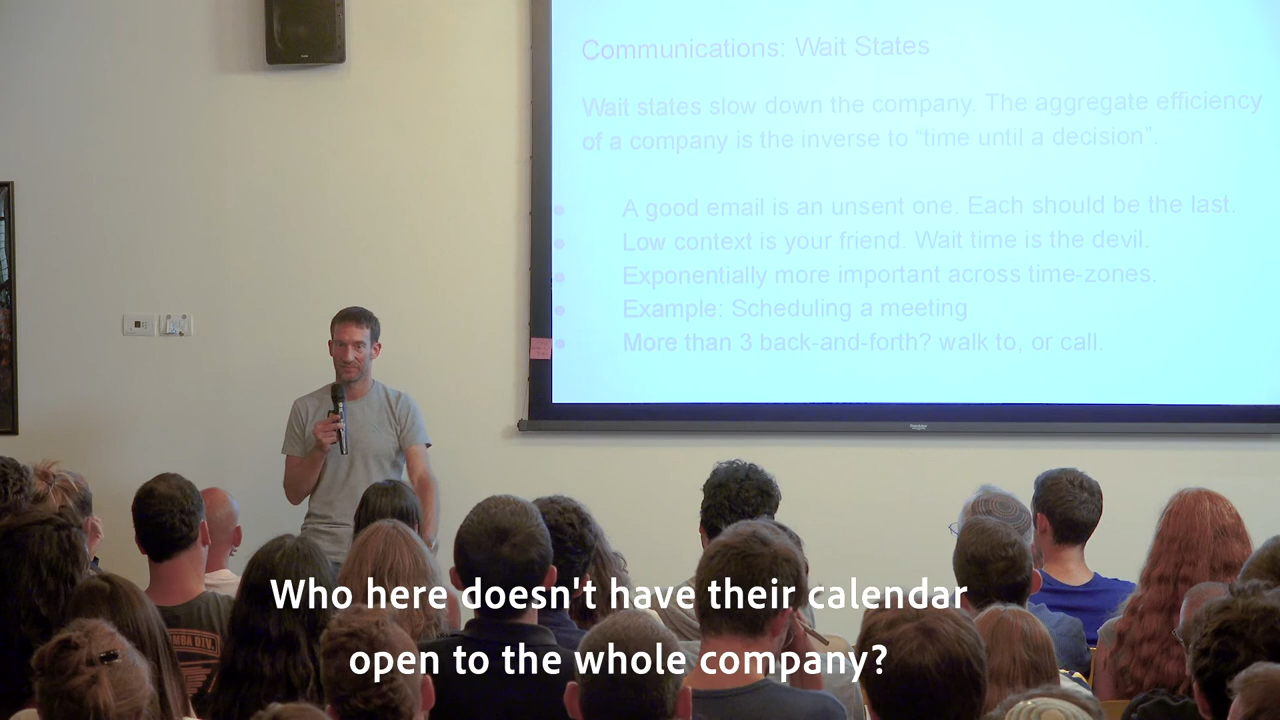 Communications: Wait States
Wait states slow down the company. The aggregate efficiency
of a company is the inverse to “time until a decision”.
A good email is an unsent one. Each should be the last.
Low context is your friend. Wait time is the devil.
Exponentially more important across time-zones.
Example: Scheduling a meeting
More than 3 back-and-forth? walk to, or call.
Who here doesn't have their calendar
open to the whole company?